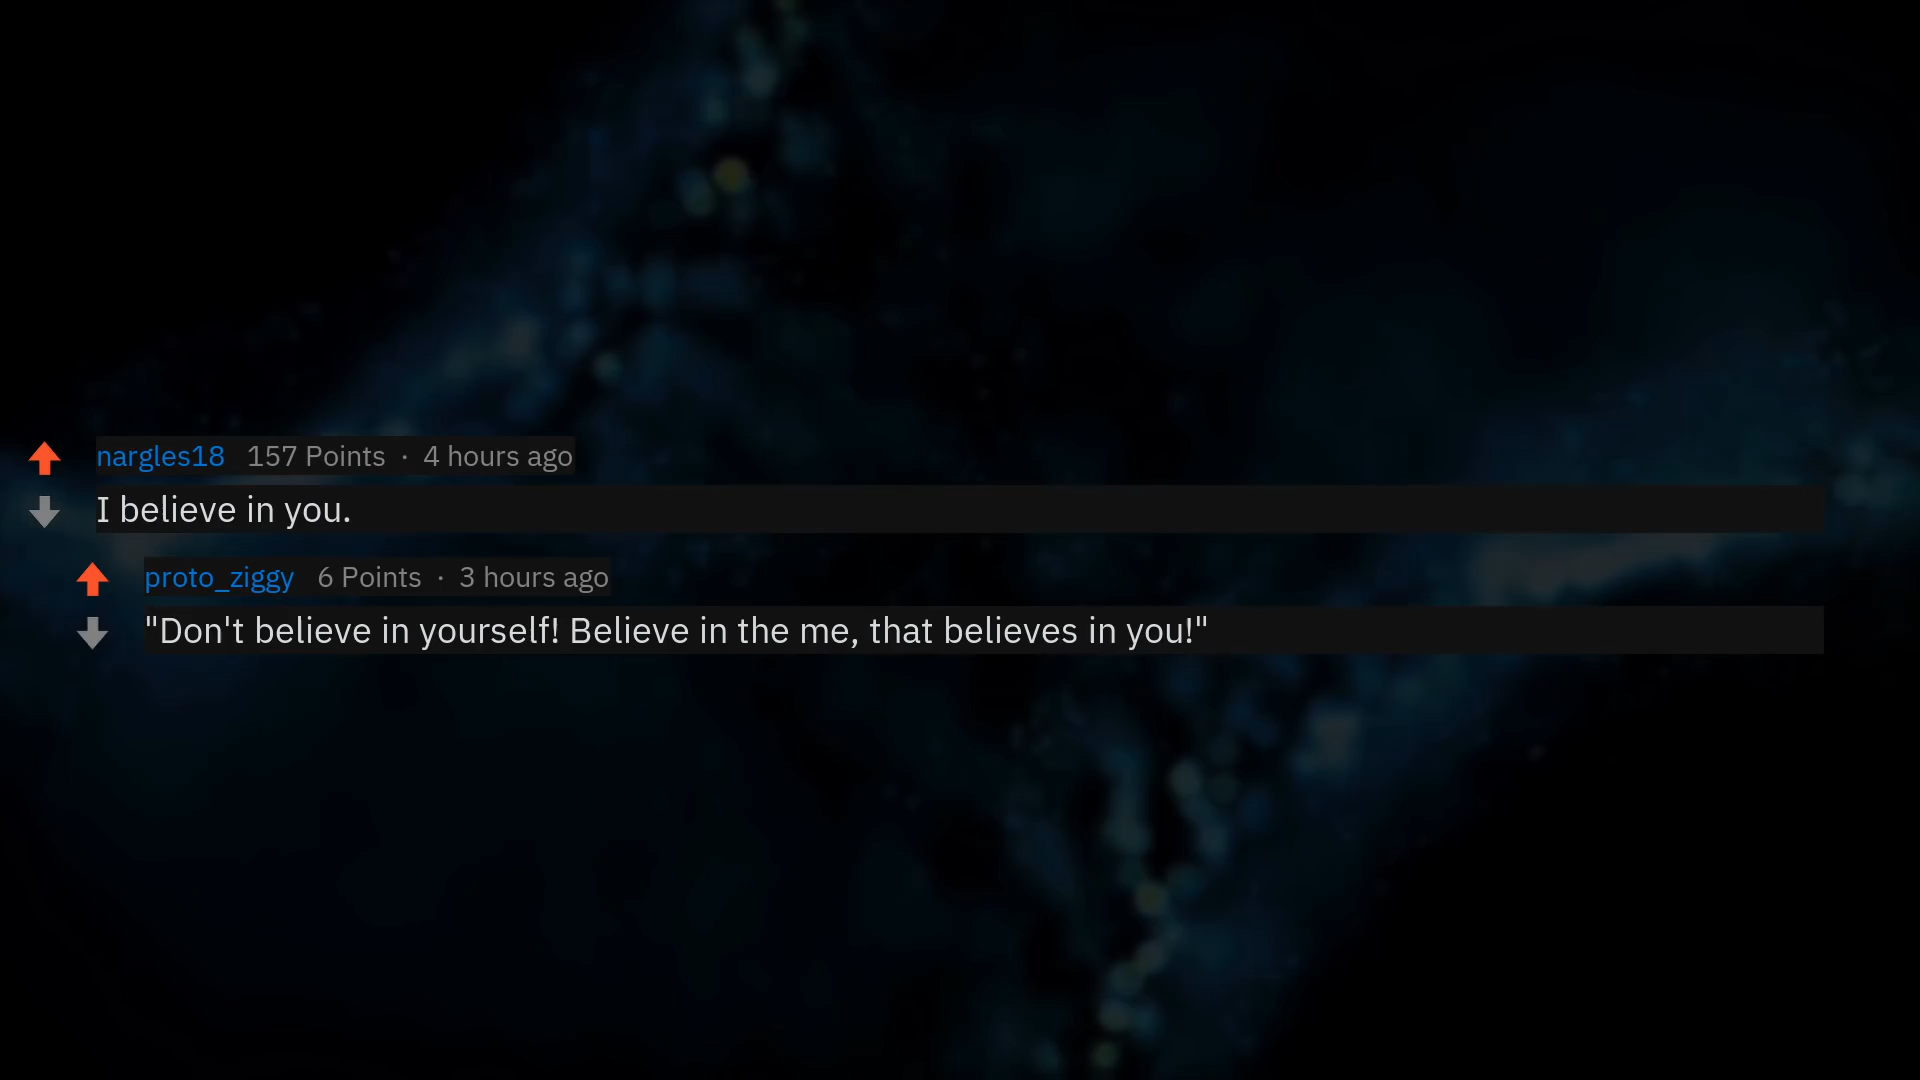 nargles18 157 Points · 4 hours ago
I believe in you.
proto_ziggy 6 Points · 3 hours ago
"Don't believe in yourself! Believe in the me, that believes in you!"